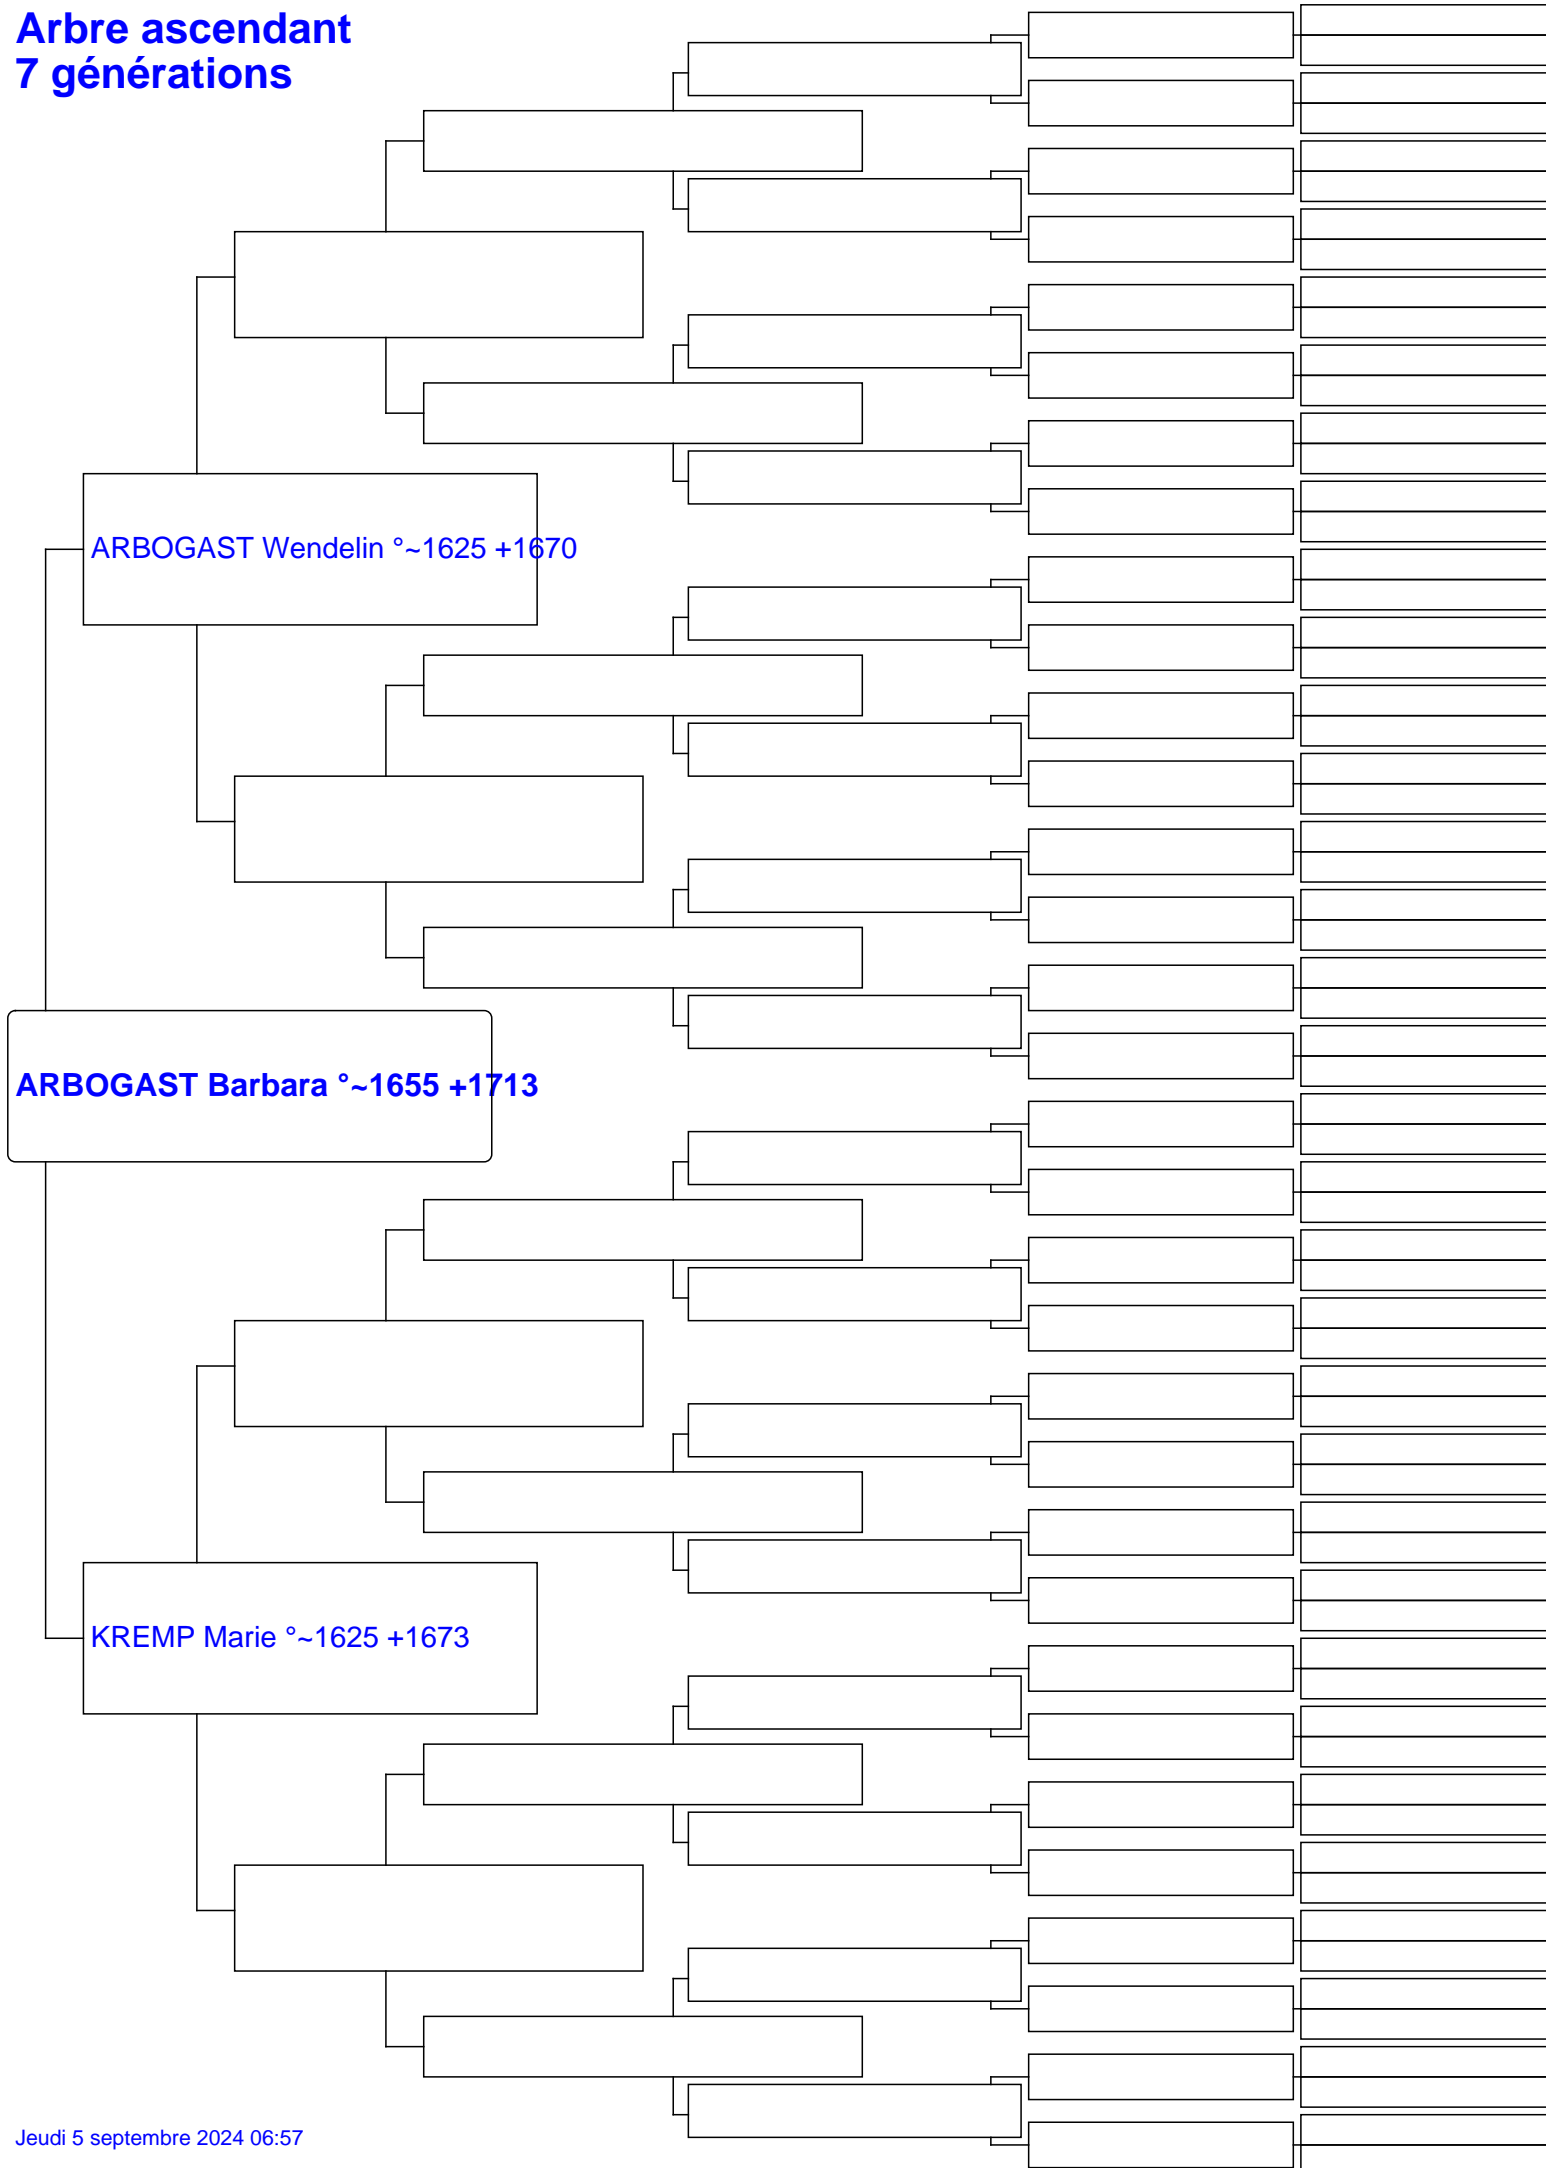 Arbre ascendant
7 générations
ARBOGAST Wendelin °~1625 +1670
ARBOGAST Barbara °~1655 +1713
KREMP Marie °~1625 +1673
Jeudi 5 septembre 2024 06:57